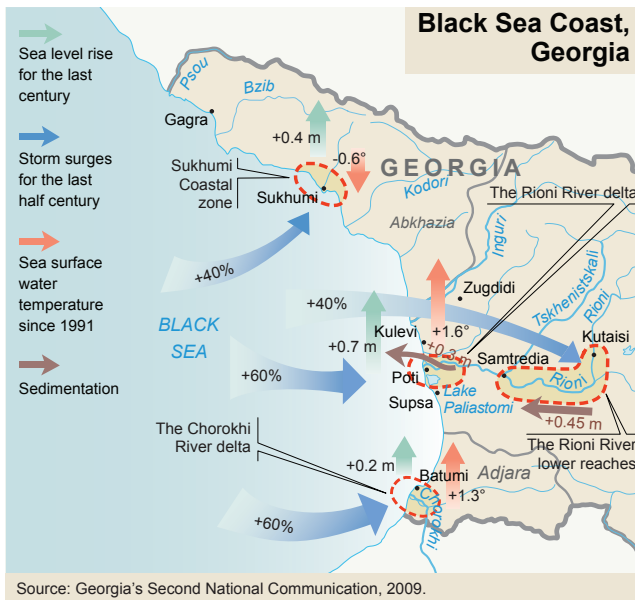 Black Sea Coast,
Georgia
Sea level rise
for the last
century
Storm surges
for the last
half century
Sea surface
water
temperature
since 1991
Sedimentation
Psou
Bzib
Gagra
+0.4 m
-0.6°
GEORGIA
Sukhumi
Coastal
zone
Sukhumi
Kodori
The Rioni River delta
Abkhazia
Inguri
+40%
Zugdidi
Tskhenistskali
Rioni
+40%
BLACK
SEA
Kulevi
+1.6°
Kutaisi
+0.7 m
+0.3 m
Samtredia
+60%
Poti
Rioni
Supsa
Lake
Paliastomi
+0.45 m
The Chorokhi
River delta
The Rioni River
lower reaches
+0.2 m
Batumi
Adjara
+1.3°
Chorokhi
+60%
Source: Georgia's Second National Communication, 2009.